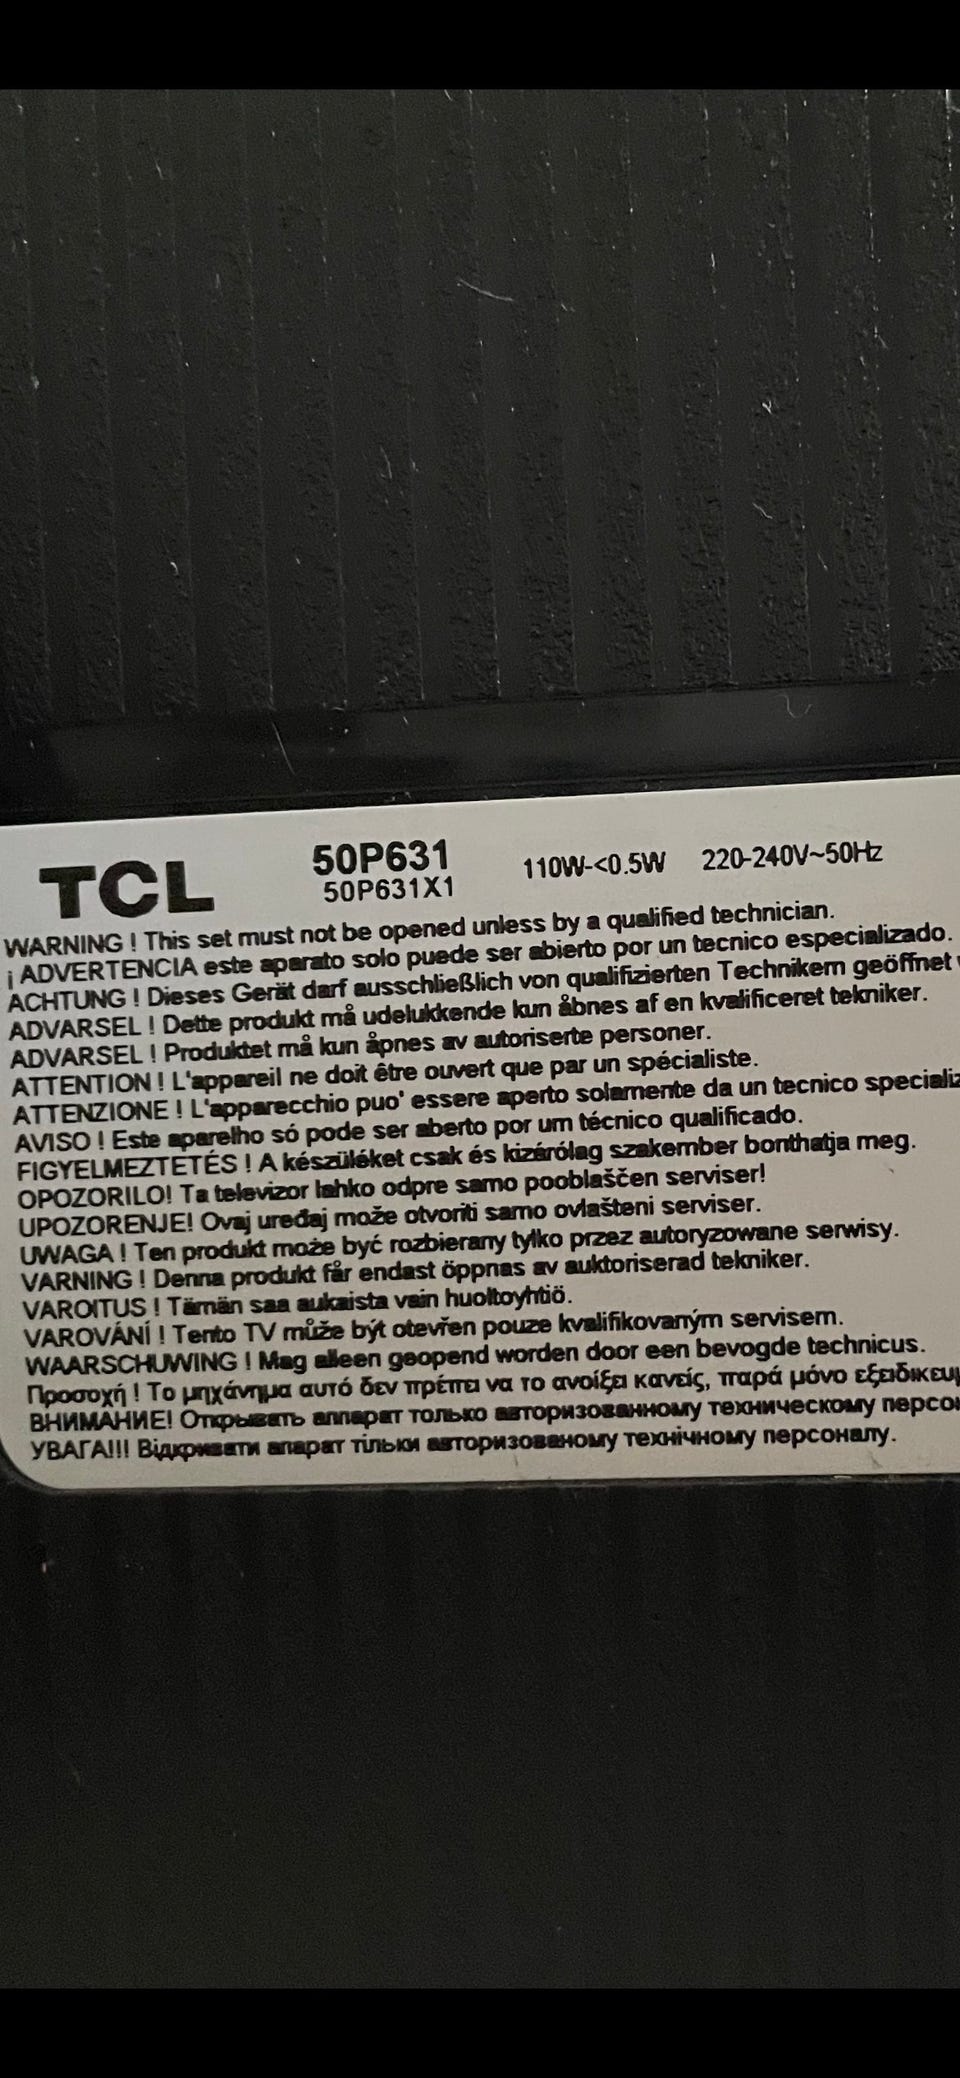 TCL 50P631 110W-<0.5W 220-240V~50Hz
50P631X1
WARNING ! This set must not be opened unless by a qualified technician.
¡ ADVERTENCIA este aparato solo puede ser abierto por un tecnico especializado.
ACHTUNG ! Dieses Gerät darf ausschließlich von qualifizierten Technikern geöffnet
ADVARSEL ! Dette produkt må udelukkende kun åbnes af en kvalificeret tekniker.
ADVARSEL ! Produktet må kun åpnes av autoriserte personer.
ATTENTION ! L'appareil ne doit être ouvert que par un spécialiste.
ATTENZIONE ! L'apparecchio puo' essere aperto solamente da un tecnico
AVISO ! Este aparelho só pode ser aberto por um técnico qualificado.
FIGYELMEZTETÉS ! A készüléket csak és kizárólag szakember bonthatja meg.
OPOZORILO! Ta televizor lahko odpre samo pooblaščen serviser!
UPOZORENJE! Ovaj uređaj može otvoriti samo ovlašteni serviser.
UWAGA ! Ten produkt może być rozbierany tylko przez autoryzowane serwisy.
VARNING ! Denna produkt får endast öppnas av auktoriserad tekniker.
VAROITUS ! Tämän saa aukaista vain huoltoyhtiö.
VAROVÁNÍ ! Tento TV může být otevřen pouze kvalifikovaným servisem.
WAARSCHUWING ! Mag alleen geopend worden door een bevogde technicus.
Προσοχή ! Το μηχάνημα αυτό δεν πρέπει να το ανοίξει κανείς, παρά μόνο
ВНИМАНИЕ! Открывать аппарат только авторизованному техническому
УВАГА!!! Відкривати апарат тільки авторизованому технічному персоналу.